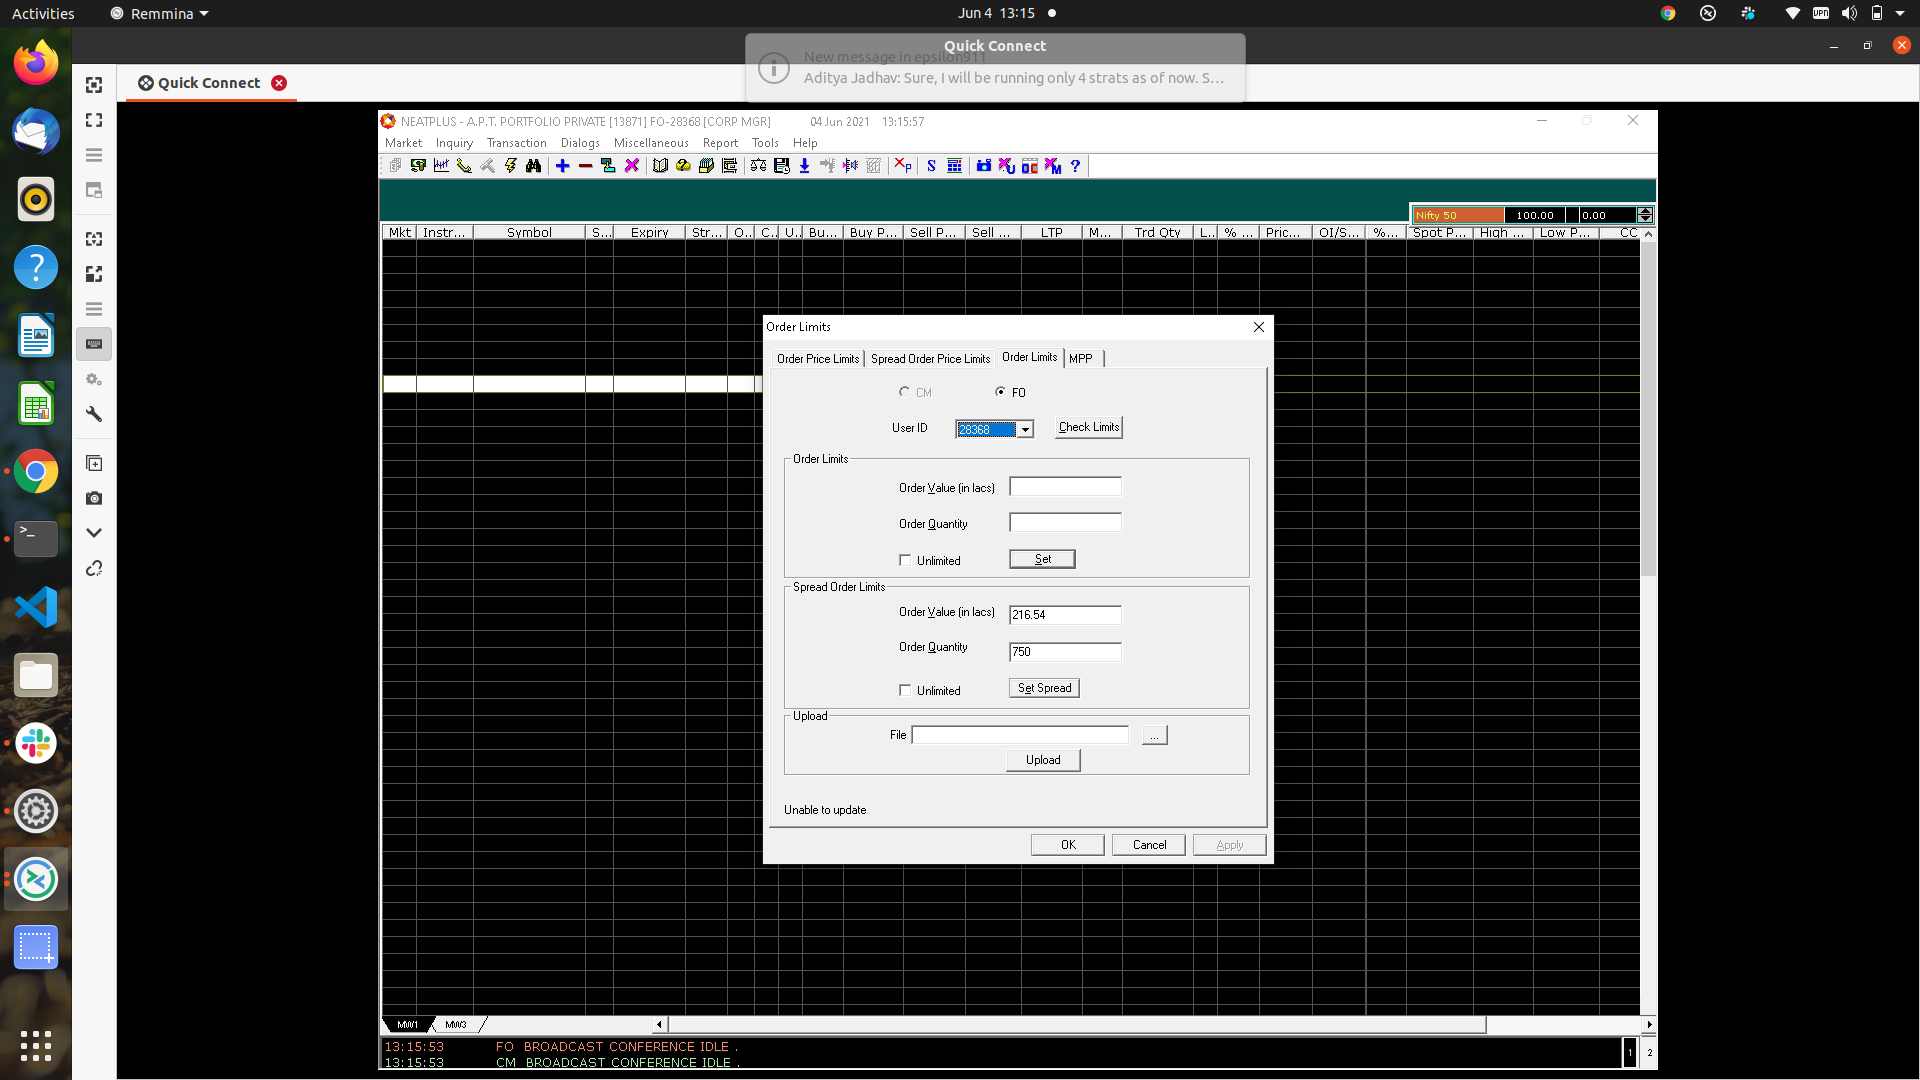 Activities
Remmina
Jun 4 13:15
VPN
Quick Connect
New message in epsilon911
Aditya Jadhav: Sure, I will be running only 4 strats as of now. S...
Quick Connect
NEATPLUS - A.P.T. PORTFOLIO PRIVATE [13871] FO-28368 [CORP MGR] 04 Jun 2021 13:15:57
Market Inquiry Transaction Dialogs Miscellaneous Report Tools Help
Nifty 50 100.00 0.00
Mkt Instr... Symbol S... Expiry Str... O.. C.. U.. Bu... Buy P... Sell P... Sell ... LTP M... Trd Qty L.. % ... Pric... OI/S... %... Spot P... High ... Low P... CC
Order Limits
Order Price Limits Spread Order Price Limits Order Limits MPP
CM FO
User ID 28368 Check Limits
Order Limits
Order Value (in lacs)
Order Quantity
Unlimited Set
Spread Order Limits
Order Value (in lacs) 216.54
Order Quantity 750
Unlimited Set Spread
Upload
File ...
Upload
Unable to update
OK Cancel Apply
MW1 MW3
13:15:53 FO BROADCAST CONFERENCE IDLE .
13:15:53 CM BROADCAST CONFERENCE IDLE .
1 2